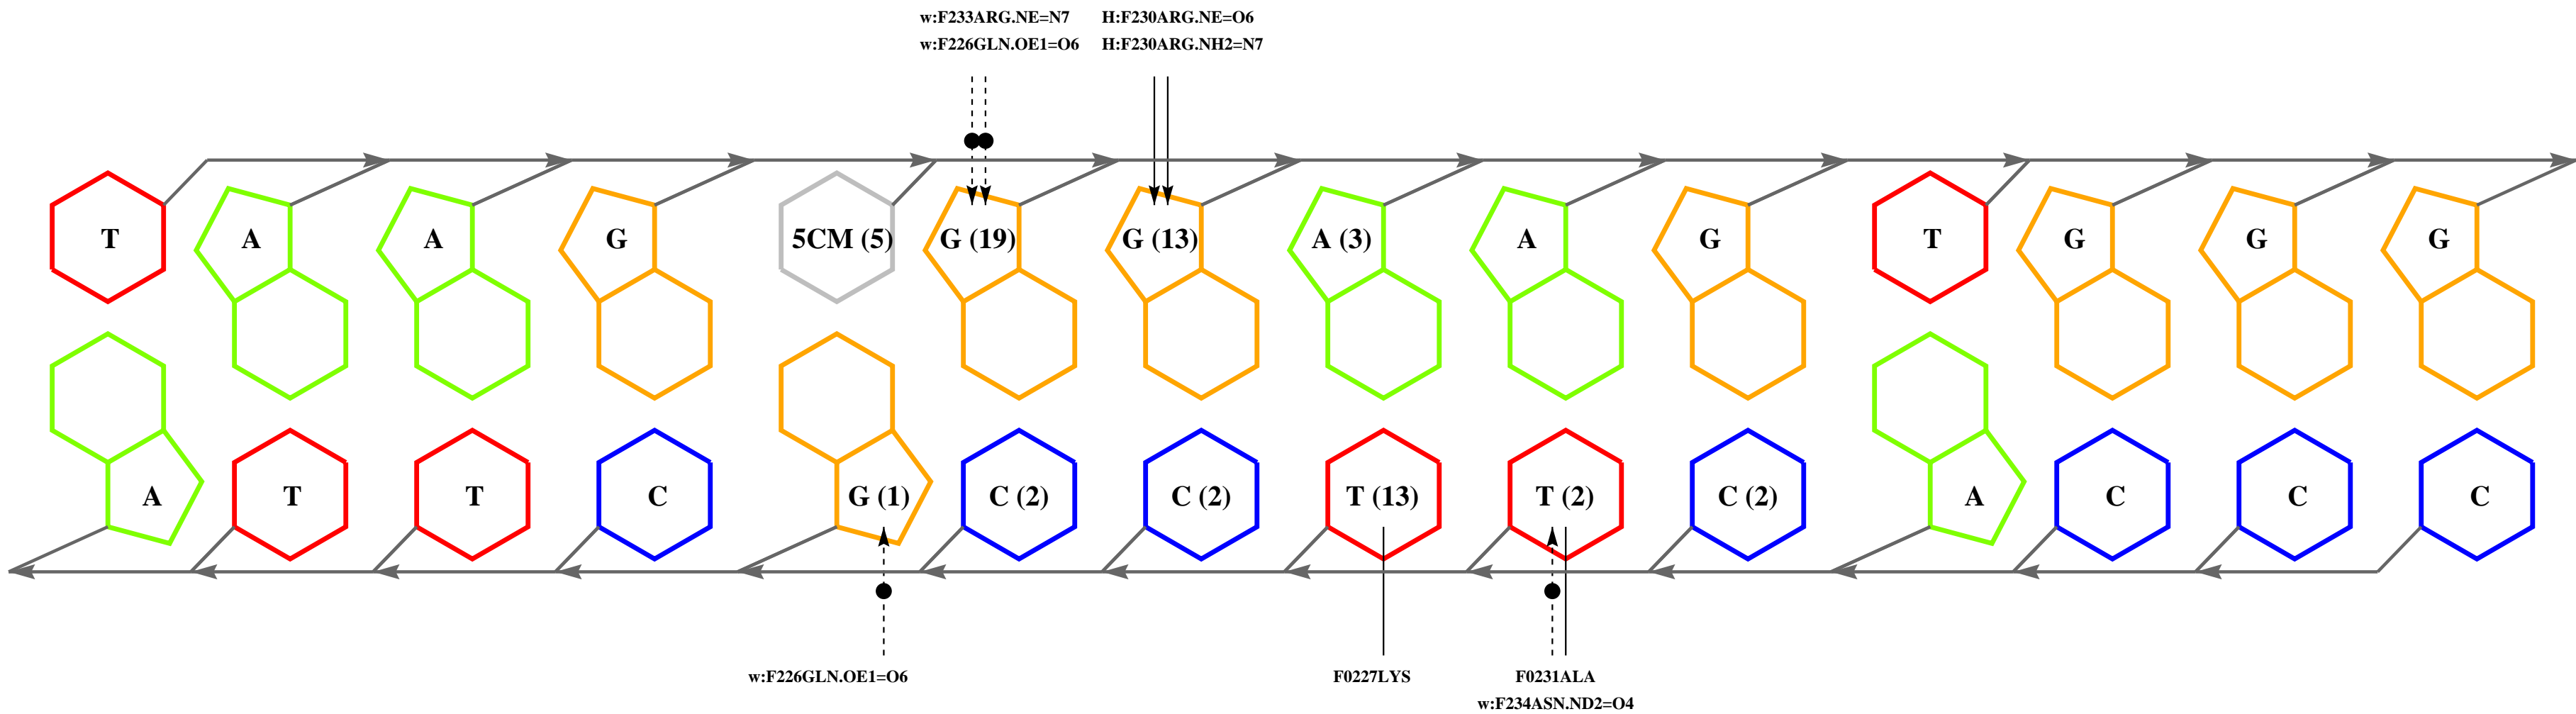 w:F233ARG.NE=N7 H:F230ARG.NE=O6
w:F226GLN.OE1=O6 H:F230ARG.NH2=N7
T A A G 5CM (5) G (19) G (13) A (3) A G T G G G
A T T C G (1) C (2) C (2) T (13) T (2) C (2) A C C C
w:F226GLN.OE1=O6 F0227LYS F0231ALA
w:F234ASN.ND2=O4